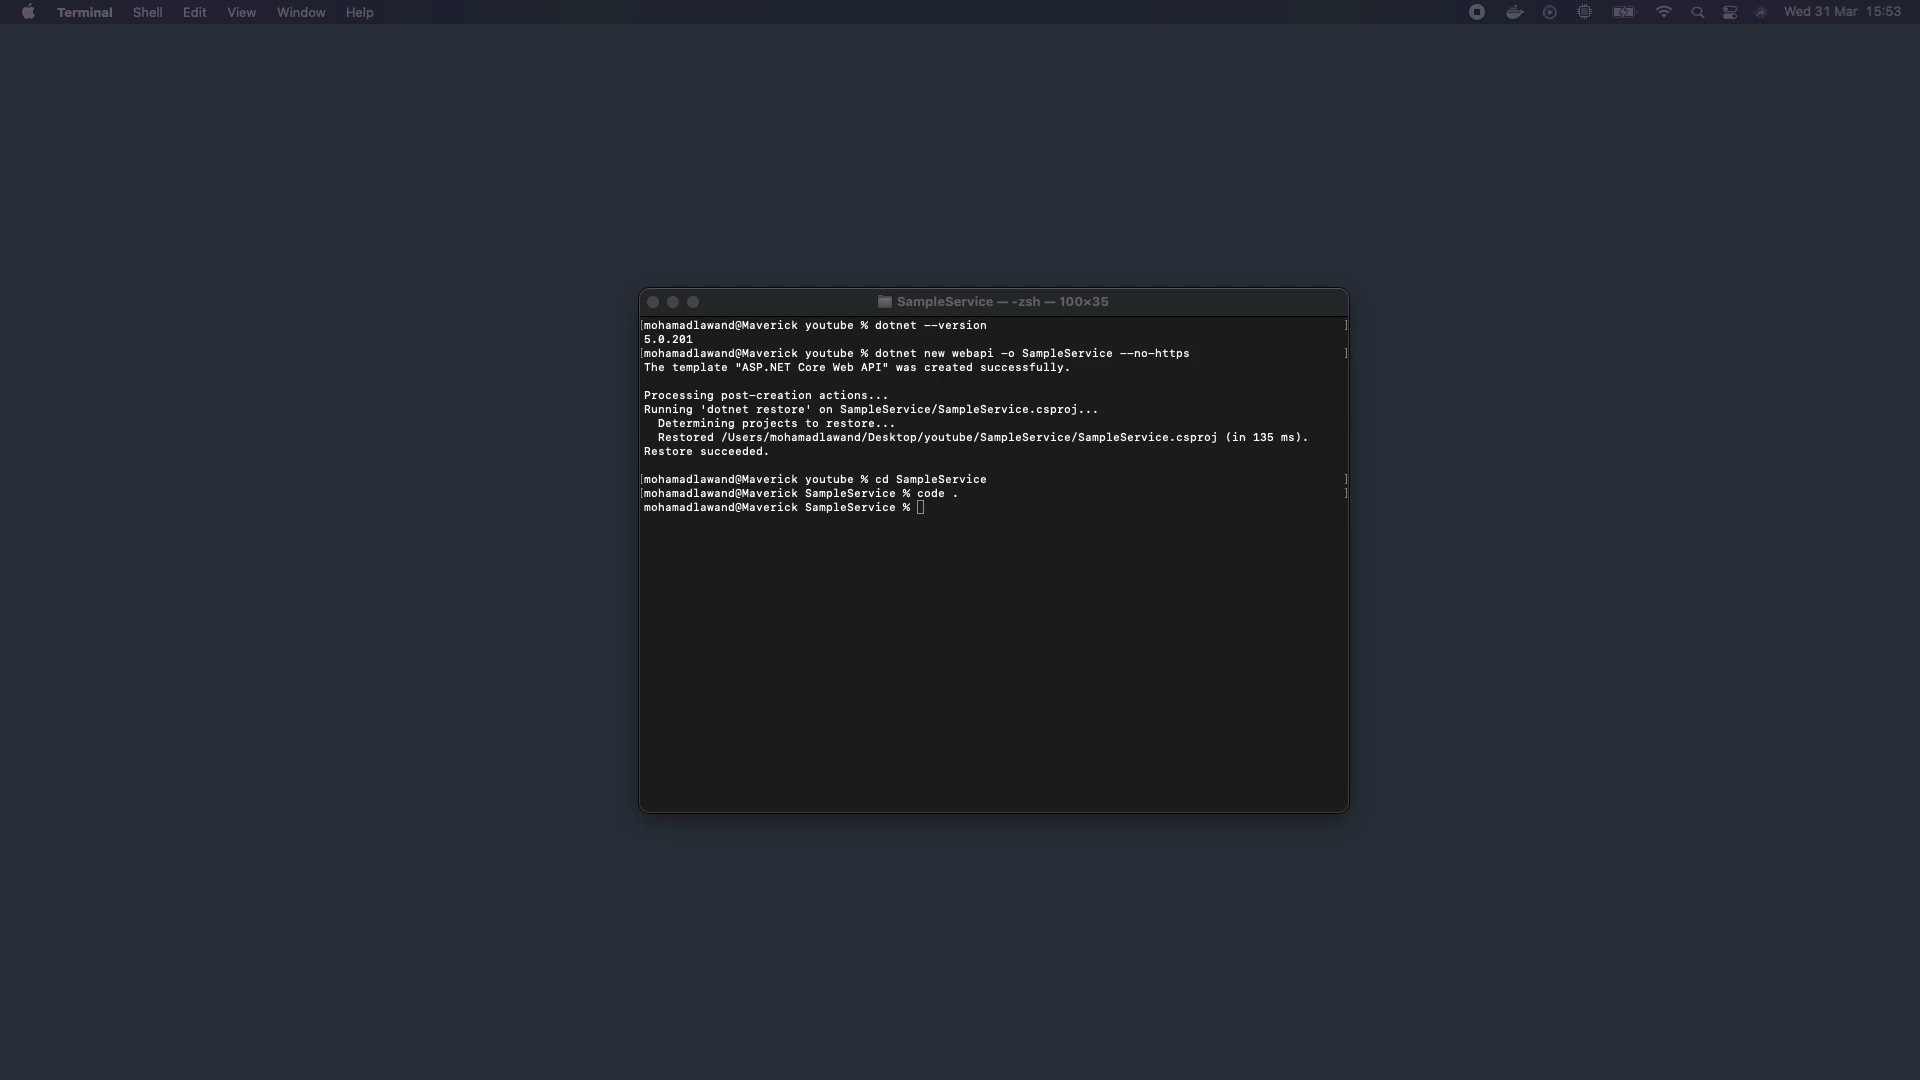 Terminal Shell Edit View Window Help Wed 31 Mar 15:53
SampleService — -zsh — 100×35
[mohamadlawand@Maverick youtube % dotnet --version ]
5.0.201
[mohamadlawand@Maverick youtube % dotnet new webapi -o SampleService --no-https ]
The template "ASP.NET Core Web API" was created successfully.
Processing post-creation actions...
Running 'dotnet restore' on SampleService/SampleService.csproj...
Determining projects to restore...
Restored /Users/mohamadlawand/Desktop/youtube/SampleService/SampleService.csproj (in 135 ms).
Restore succeeded.
[mohamadlawand@Maverick youtube % cd SampleService ]
[mohamadlawand@Maverick SampleService % code . ]
mohamadlawand@Maverick SampleService %